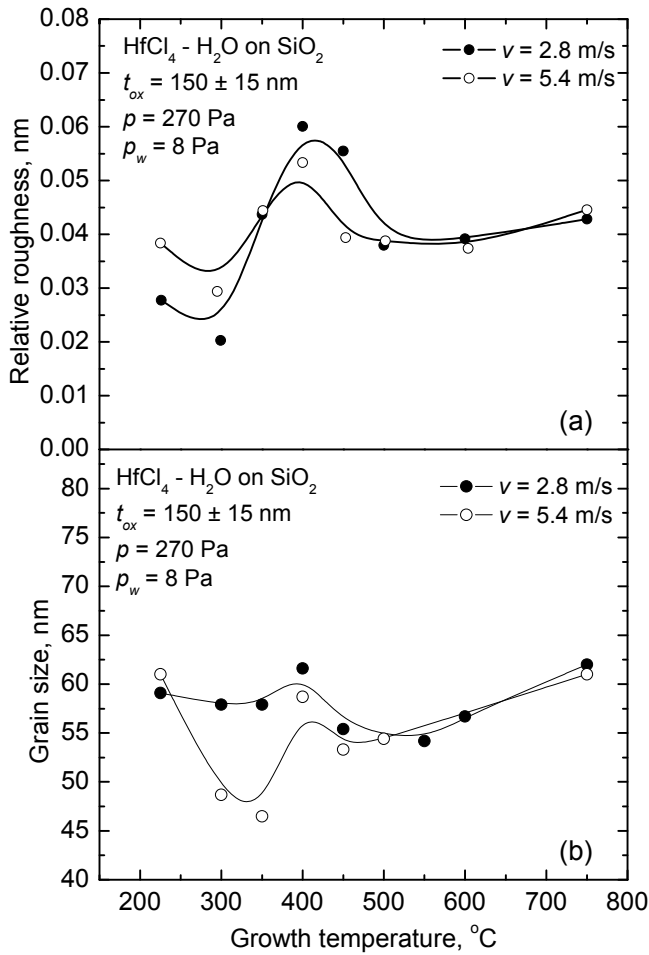 0.08
HfCl4 - H2O on SiO2
v = 2.8 m/s
tox = 150 ± 15 nm
v = 5.4 m/s
0.07
p = 270 Pa
pw = 8 Pa
0.06
0.05
0.04
0.03
0.02
0.01
0.00
Relative roughness, nm
(a)
HfCl4 - H2O on SiO2
v = 2.8 m/s
tox = 150 ± 15 nm
v = 5.4 m/s
p = 270 Pa
pw = 8 Pa
80
75
70
65
60
55
50
45
40
Grain size, nm
(b)
200 300 400 500 600 700 800
Growth temperature, oC